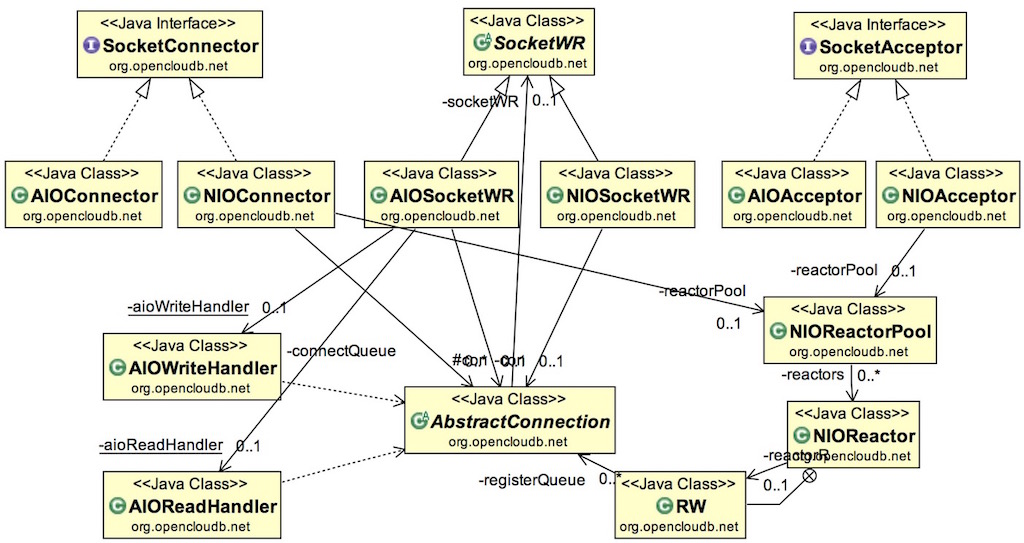 <<Java Interface>>
SocketConnector
org.opencloudb.net
<<Java Class>>
SocketWR
org.opencloudb.net
<<Java Interface>>
SocketAcceptor
org.opencloudb.net
-socketWR 0..1
<<Java Class>>
AIOConnector
org.opencloudb.net
<<Java Class>>
NIOConnector
org.opencloudb.net
<<Java Class>>
AIOSocketWR
org.opencloudb.net
<<Java Class>>
NIOSocketWR
org.opencloudb.net
<<Java Class>>
AIOAcceptor
org.opencloudb.net
<<Java Class>>
NIOAcceptor
org.opencloudb.net
-reactorPool 0..1
-reactorPool
0..1
-aioWriteHandler 0..1
<<Java Class>>
NIOReactorPool
org.opencloudb.net
<<Java Class>>
AIOWriteHandler
org.opencloudb.net
-connectQueue
#con 0..1 -con 0..1
-reactors 0..*
<<Java Class>>
AbstractConnection
org.opencloudb.net
<<Java Class>>
NIOReactor
org.opencloudb.net
-aioReadHandler 0..1
-reactorR
0..1
<<Java Class>>
AIOReadHandler
org.opencloudb.net
-registerQueue 0..*
<<Java Class>>
RW
org.opencloudb.net